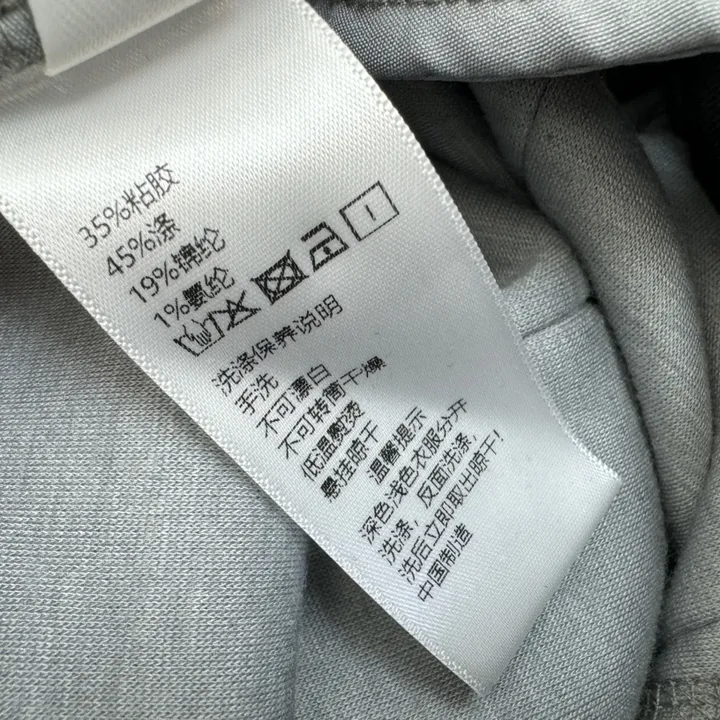 35%粘胶
45%涤
19%锦纶
1%氨纶
洗涤保养说明
手洗
不可漂白
不可转筒干燥
低温熨烫
悬挂晾干
温馨提示
深色浅色衣服分开
洗涤，反面洗涤，
洗后立即取出晾干!
中国制造